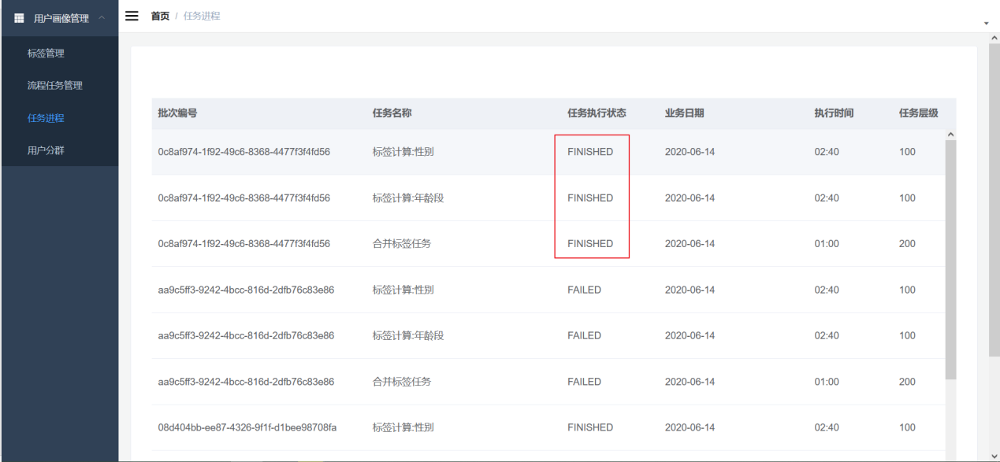 用户画像管理
首页 / 任务进程
标签管理
流程任务管理
任务进程
用户分群
批次编号 任务名称 任务执行状态 业务日期 执行时间 任务层级
0c8af974-1f92-49c6-8368-4477f3f4fd56 标签计算:性别 FINISHED 2020-06-14 02:40 100
0c8af974-1f92-49c6-8368-4477f3f4fd56 标签计算:年龄段 FINISHED 2020-06-14 02:40 100
0c8af974-1f92-49c6-8368-4477f3f4fd56 合并标签任务 FINISHED 2020-06-14 01:00 200
aa9c5ff3-9242-4bcc-816d-2dfb76c83e86 标签计算:性别 FAILED 2020-06-14 02:40 100
aa9c5ff3-9242-4bcc-816d-2dfb76c83e86 标签计算:年龄段 FAILED 2020-06-14 02:40 100
aa9c5ff3-9242-4bcc-816d-2dfb76c83e86 合并标签任务 FAILED 2020-06-14 01:00 200
08d404bb-ee87-4326-9f1f-d1bee98708fa 标签计算:性别 FINISHED 2020-06-14 02:40 100